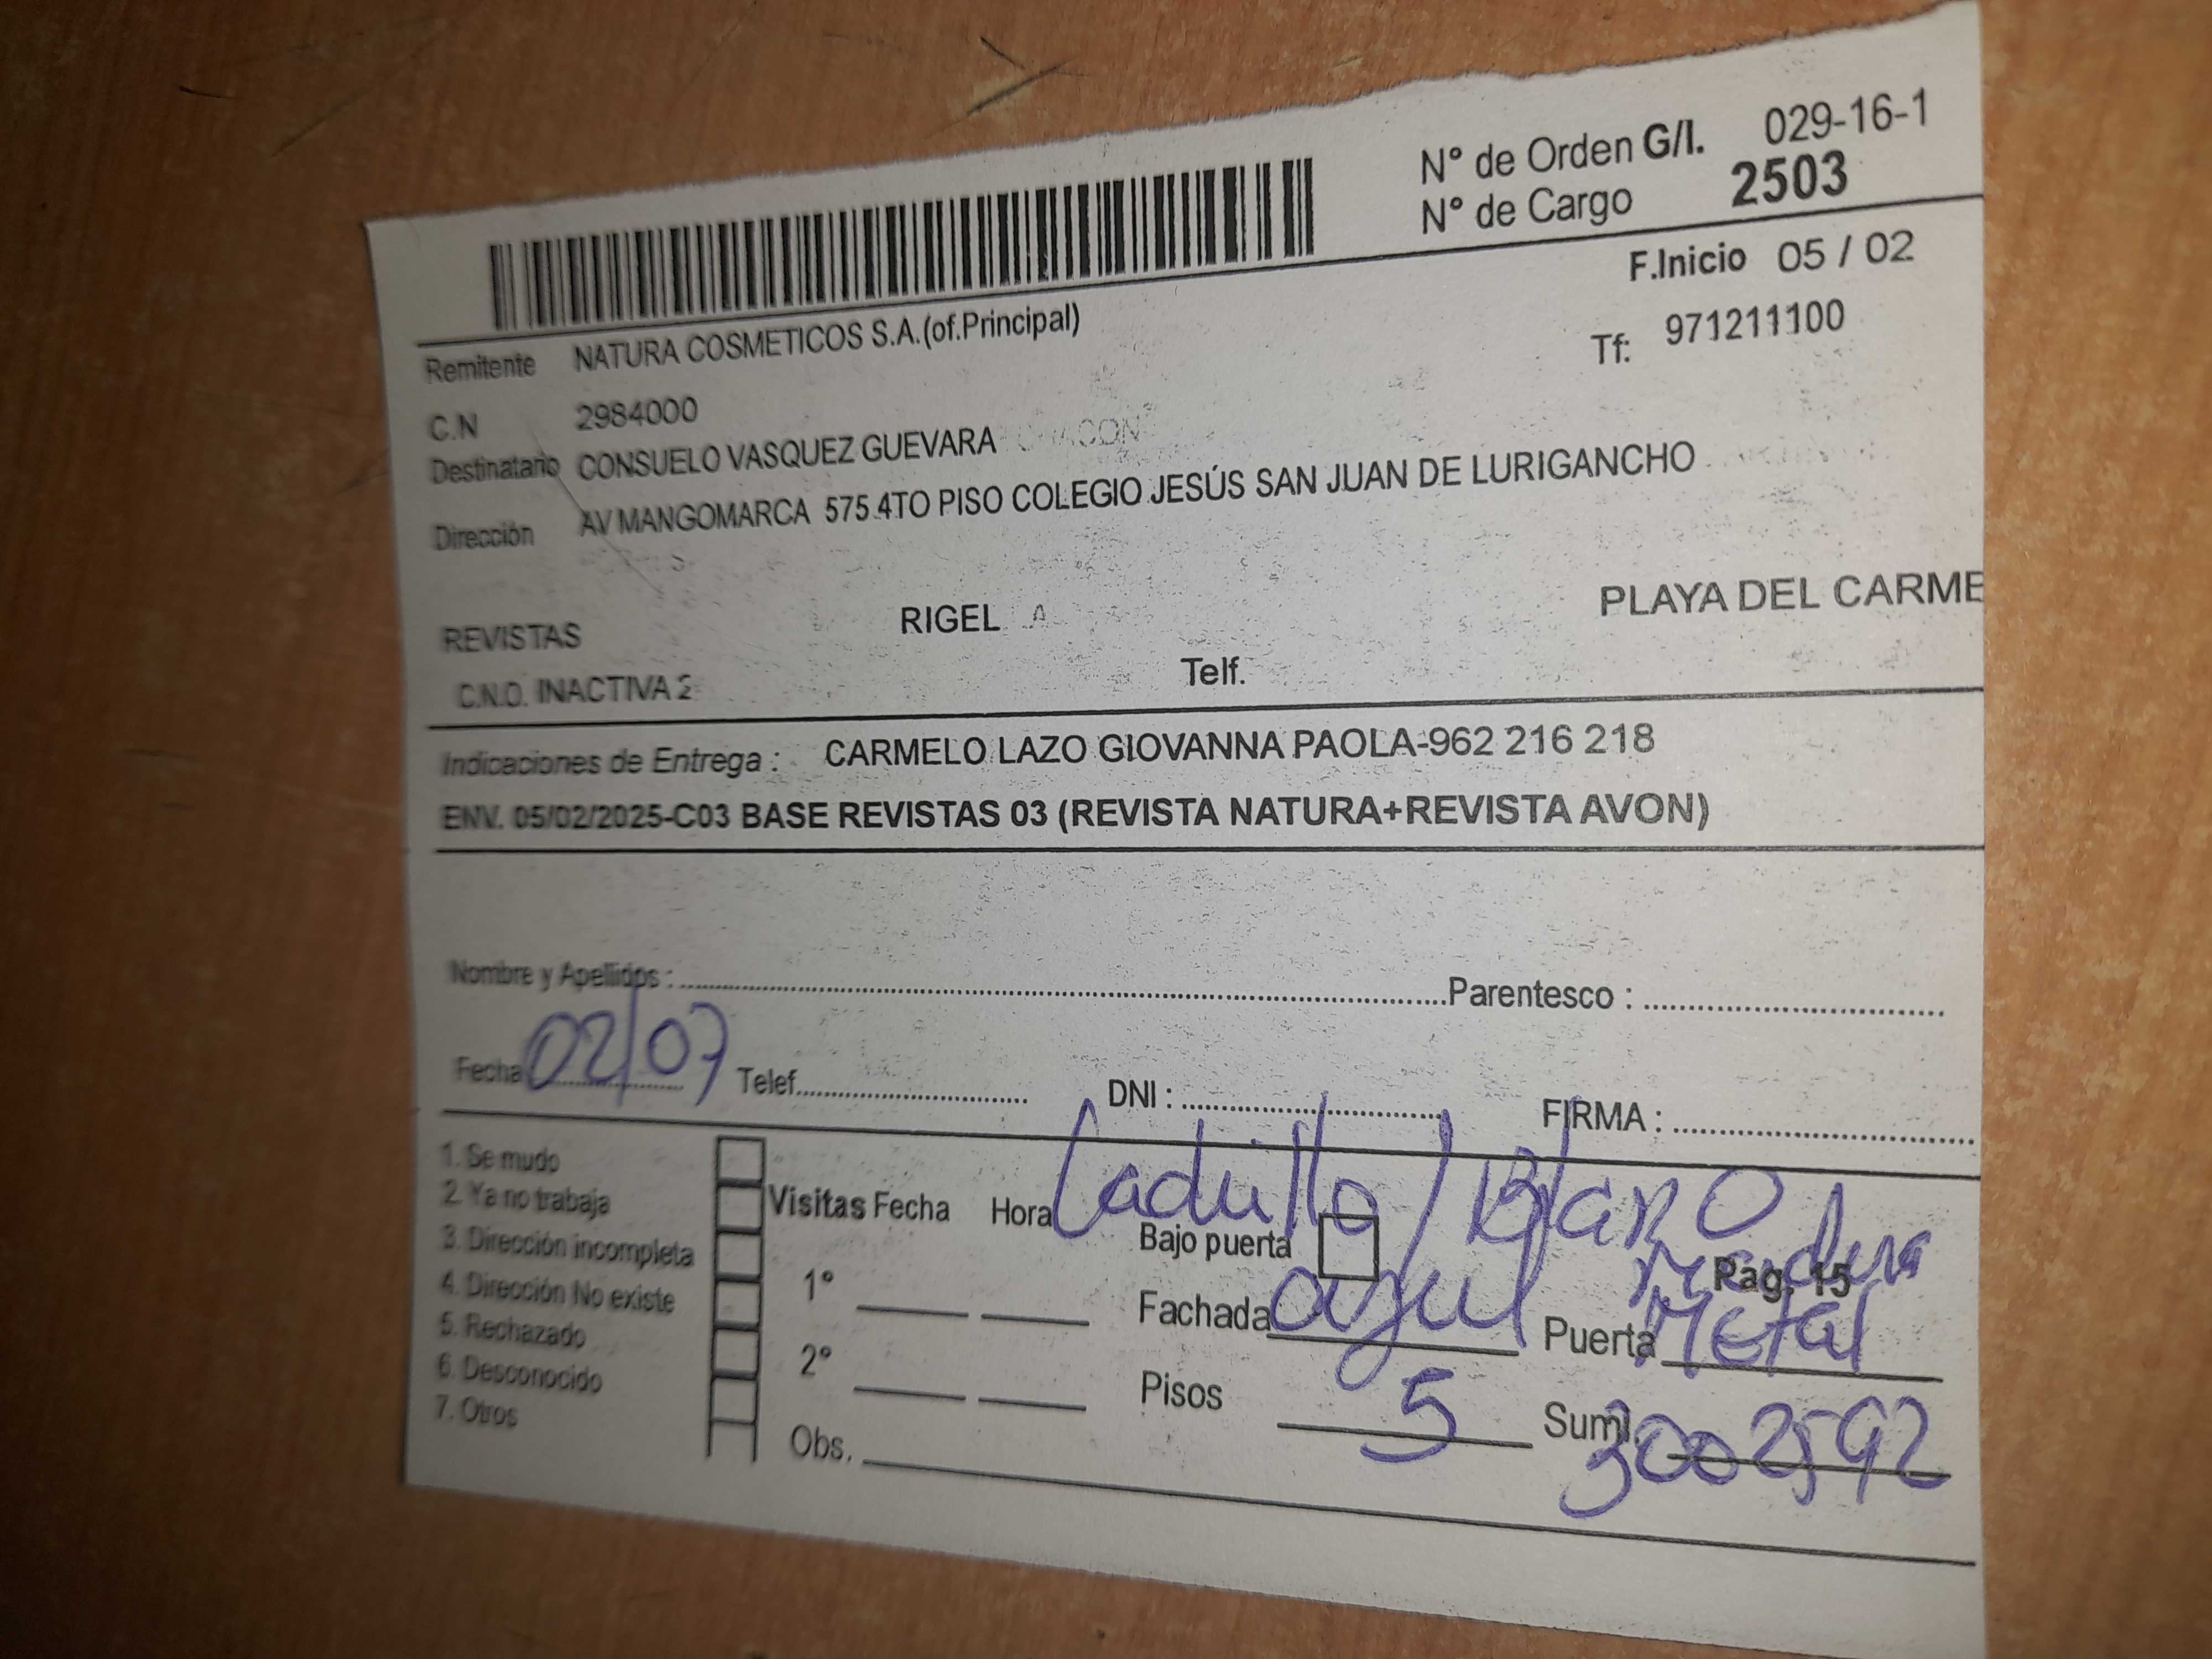 N° de Orden G/I. 029-16-1
N° de Cargo 2503
F.Inicio 05 / 02
Remitente NATURA COSMETICOS S.A.(of.Principal)
Tf: 971211100
C.N 2984000
Destinatario CONSUELO VASQUEZ GUEVARA
Dirección AV MANGOMARCA 575 4TO PISO COLEGIO JESÚS SAN JUAN DE LURIGANCHO
REVISTAS RIGEL PLAYA DEL CARME
C.N.O. INACTIVA 2 Telf.
Indicaciones de Entrega : CARMELO LAZO GIOVANNA PAOLA-962 216 218
ENV. 05/02/2025-C03 BASE REVISTAS 03 (REVISTA NATURA+REVISTA AVON)
Nombre y Apellidos : Parentesco :
Fecha 02/07 Telef. DNI : FIRMA :
1. Se mudo
2. Ya no trabaja
3. Dirección incompleta
4. Dirección No existe
5. Rechazado
6. Desconocido
7. Otros
Visitas Fecha Hora
1°
2°
Obs.
Ladrillo/Blanco
Bajo puerta
Pag. 15
Fachada azul Puerta Metal
Pisos 5 Sumi. 3002592